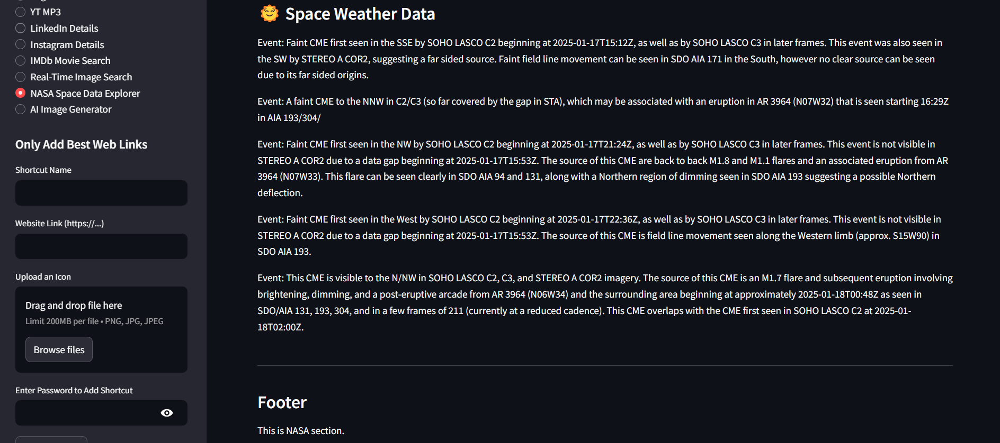 YT MP3
LinkedIn Details
Instagram Details
IMDb Movie Search
Real-Time Image Search
NASA Space Data Explorer
AI Image Generator
Only Add Best Web Links
Shortcut Name
Website Link (https://...)
Upload an Icon
Drag and drop file here
Limit 200MB per file • PNG, JPG, JPEG
Browse files
Enter Password to Add Shortcut
Space Weather Data
Event: Faint CME first seen in the SSE by SOHO LASCO C2 beginning at 2025-01-17T15:12Z, as well as by SOHO LASCO C3 in later frames. This event was also seen in
the SW by STEREO A COR2, suggesting a far sided source. Faint field line movement can be seen in SDO AIA 171 in the South, however no clear source can be seen
due to its far sided origins.
Event: A faint CME to the NNW in C2/C3 (so far covered by the gap in STA), which may be associated with an eruption in AR 3964 (N07W32) that is seen starting 16:29Z
in AIA 193/304/
Event: Faint CME first seen in the NW by SOHO LASCO C2 beginning at 2025-01-17T21:24Z, as well as by SOHO LASCO C3 in later frames. This event is not visible in
STEREO A COR2 due to a data gap beginning at 2025-01-17T15:53Z. The source of this CME are back to back M1.8 and M1.1 flares and an associated eruption from AR
3964 (N07W33). This flare can be seen clearly in SDO AIA 94 and 131, along with a Northern region of dimming seen in SDO AIA 193 suggesting a possible Northern
deflection.
Event: Faint CME first seen in the West by SOHO LASCO C2 beginning at 2025-01-17T22:36Z, as well as by SOHO LASCO C3 in later frames. This event is not visible in
STEREO A COR2 due to a data gap beginning at 2025-01-17T15:53Z. The source of this CME is field line movement seen along the Western limb (approx. S15W90) in
SDO AIA 193.
Event: This CME is visible to the N/NW in SOHO LASCO C2, C3, and STEREO A COR2 imagery. The source of this CME is an M1.7 flare and subsequent eruption involving
brightening, dimming, and a post-eruptive arcade from AR 3964 (N06W34) and the surrounding area beginning at approximately 2025-01-18T00:48Z as seen in
SDO/AIA 131, 193, 304, and in a few frames of 211 (currently at a reduced cadence). This CME overlaps with the CME first seen in SOHO LASCO C2 at 2025-01-
18T02:00Z.
Footer
This is NASA section.